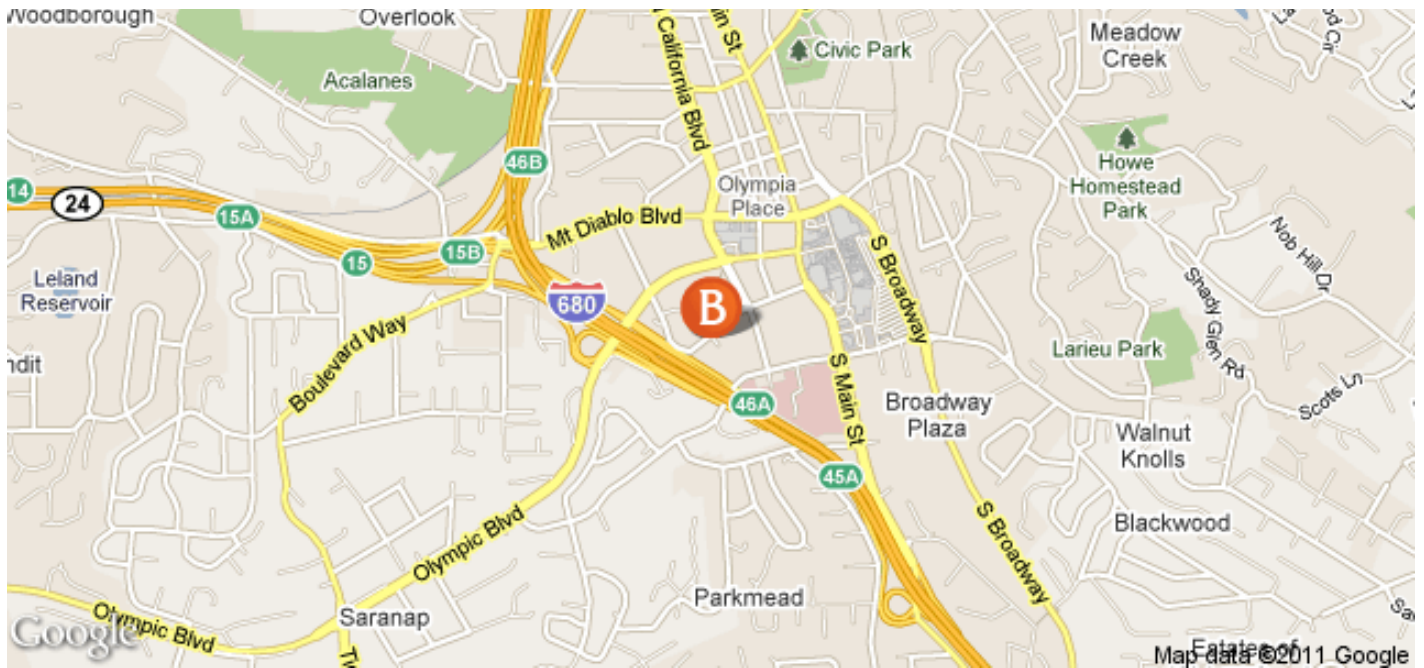 Woodborough
Overlook
N California Blvd
Main St
Civic Park
Meadow
Creek
Acalanes
46B
Howe
Homestead
Park
14
24
15A
Olympia
Place
15B
Mt Diablo Blvd
15
S Broadway
Nob Hill Dr
Leland
Reservoir
680
B
Shady Glen Rd
Boulevard Way
Larieu Park
ndit
S Main St
46A
Broadway
Plaza
Scots Ln
Walnut
Knolls
45A
Olympic Blvd
S Broadway
Blackwood
Parkmead
Olympic Blvd
Saranap
Google
Estates of
Map data ©2011 Google